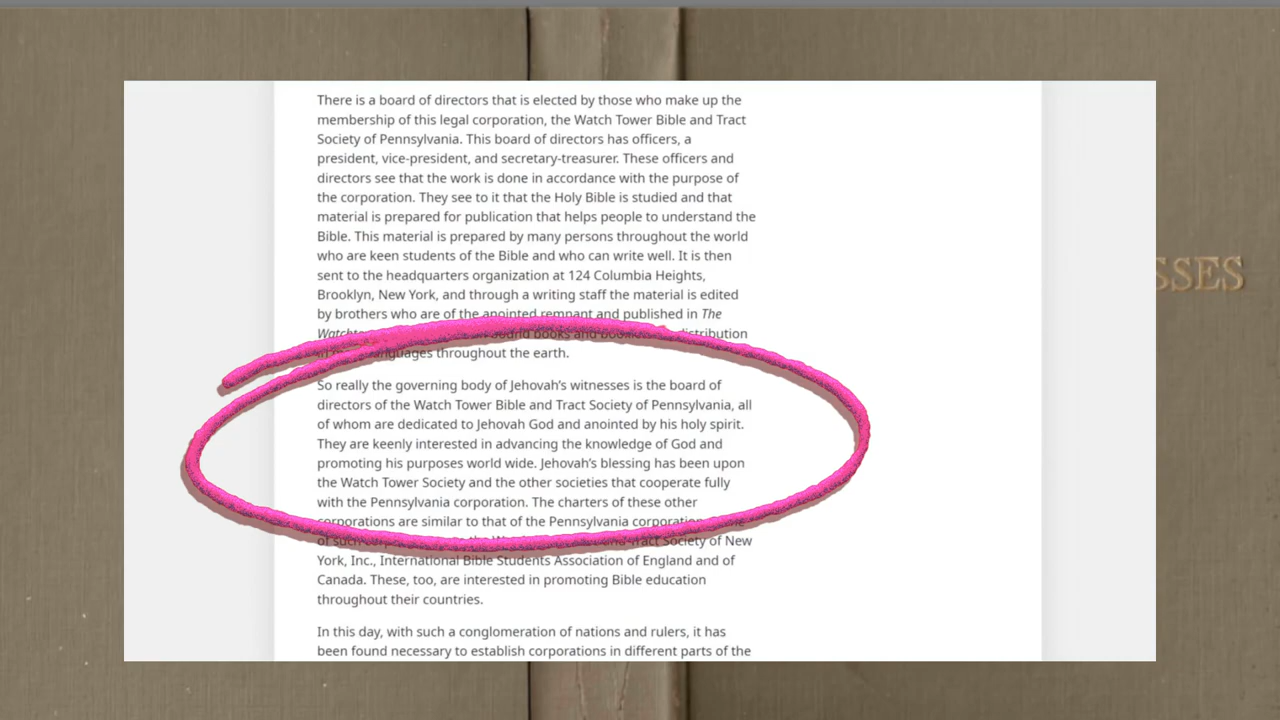 There is a board of directors that is elected by those who make up the
membership of this legal corporation, the Watch Tower Bible and Tract
Society of Pennsylvania. This board of directors has officers, a
president, vice-president, and secretary-treasurer. These officers and
directors see that the work is done in accordance with the purpose of
the corporation. They see to it that the Holy Bible is studied and that
material is prepared for publication that helps people to understand the
Bible. This material is prepared by many persons throughout the world
who are keen students of the Bible and who can write well. It is then
sent to the headquarters organization at 124 Columbia Heights,
Brooklyn, New York, and through a writing staff the material is edited
by brothers who are of the anointed remnant and published in The
books and
throughout the earth.
So really the governing body of Jehovah's witnesses is the board of
directors of the Watch Tower Bible and Tract Society of Pennsylvania, all
of whom are dedicated to Jehovah God and anointed by his holy spirit.
They are keenly interested in advancing the knowledge of God and
promoting his purposes world wide. Jehovah's blessing has been upon
the Watch Tower Society and the other societies that cooperate fully
with the Pennsylvania corporation. The charters of these other
corporations are similar to that of the Pennsylvania corporation
of such Society of New
York, Inc., International Bible Students Association of England and of
Canada. These, too, are interested in promoting Bible education
throughout their countries.
In this day, with such a conglomeration of nations and rulers, it has
been found necessary to establish corporations in different parts of the
SSES